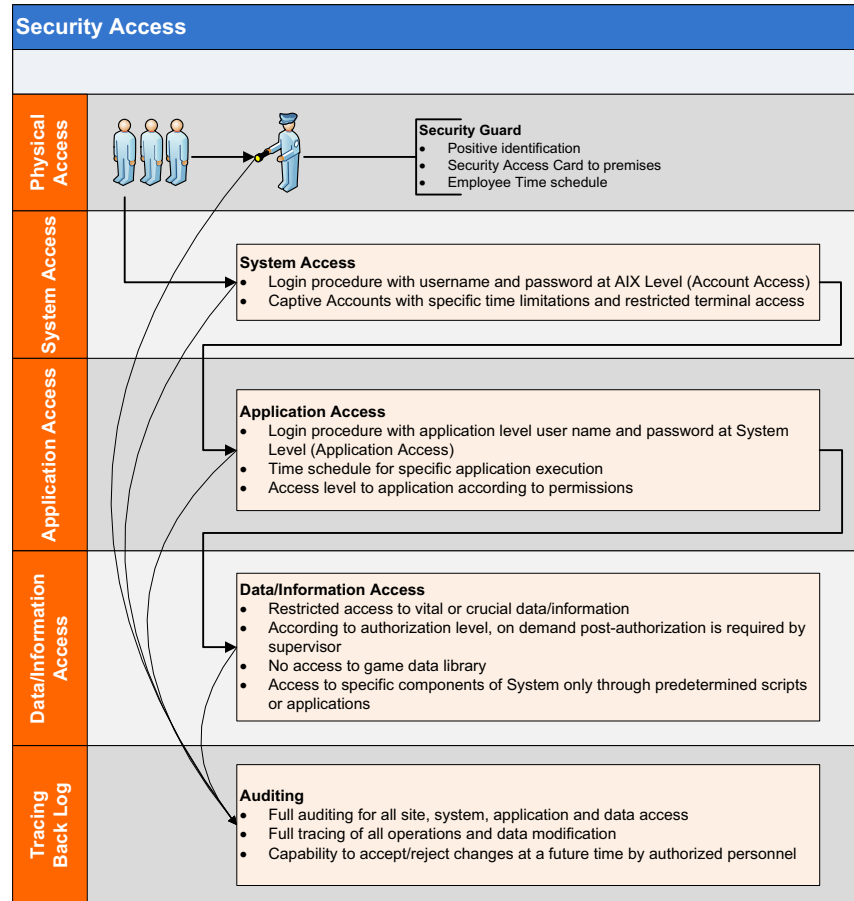 Security Access
Physical
Access
Security Guard
• Positive identification
• Security Access Card to premises
• Employee Time schedule
System Access
System Access
• Login procedure with username and password at AIX Level (Account Access)
• Captive Accounts with specific time limitations and restricted terminal access
Application Access
Application Access
• Login procedure with application level user name and password at System
Level (Application Access)
• Time schedule for specific application execution
• Access level to application according to permissions
Data/Information
Access
Data/Information Access
• Restricted access to vital or crucial data/information
• According to authorization level, on demand post-authorization is required by
supervisor
• No access to game data library
• Access to specific components of System only through predetermined scripts
or applications
Tracing
Back Log
Auditing
• Full auditing for all site, system, application and data access
• Full tracing of all operations and data modification
• Capability to accept/reject changes at a future time by authorized personnel